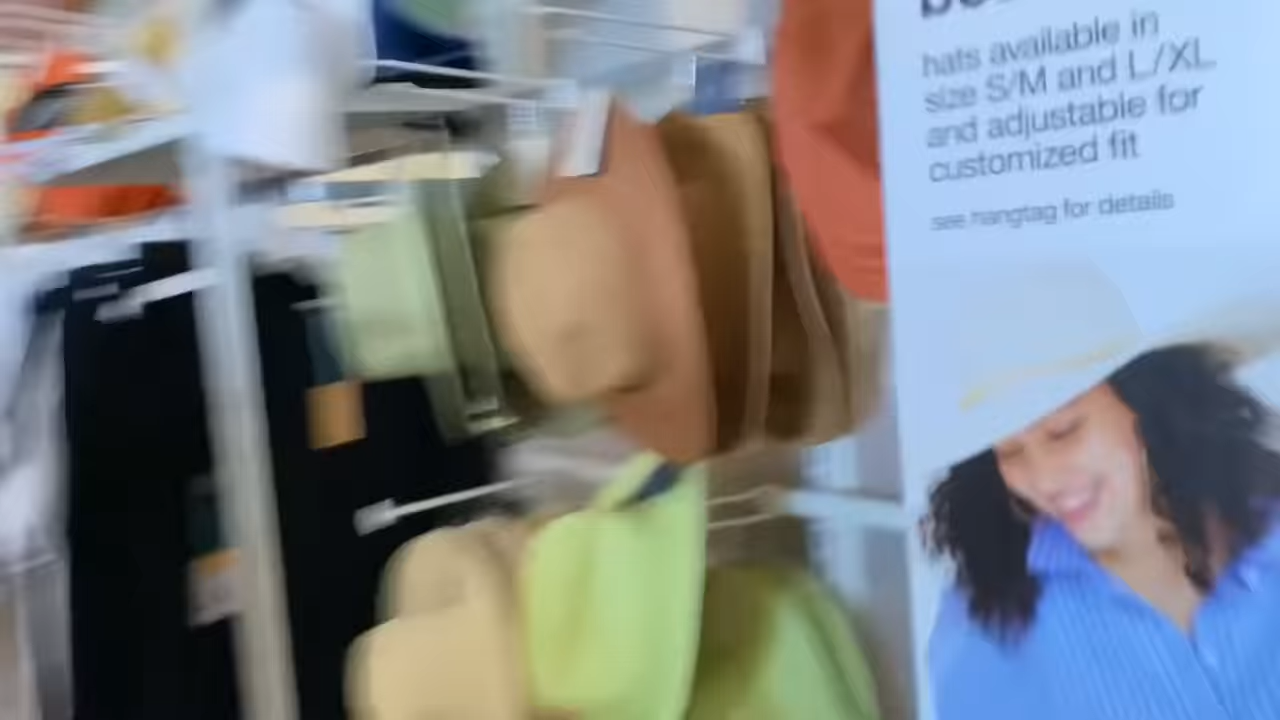 hats available in
size S/M and L/XL
and adjustable for
customized fit
see hangtag for details